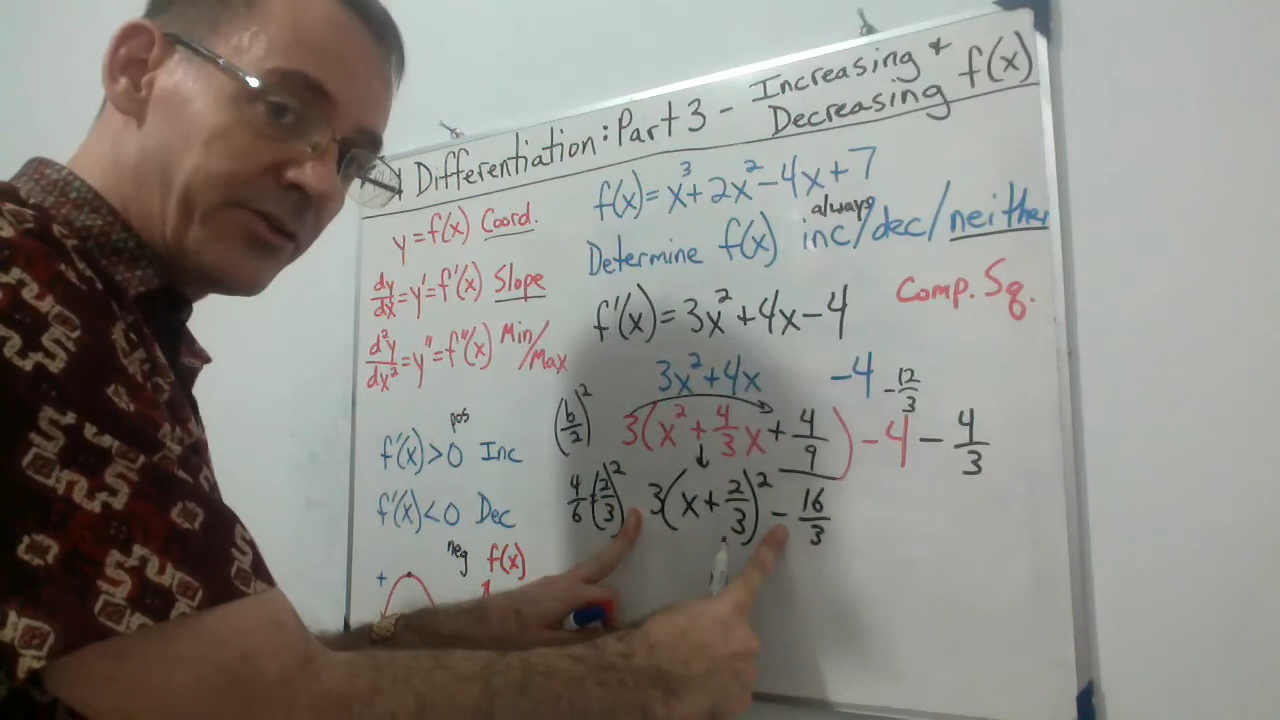 Differentiation: Part 3 - Increasing +
Decreasing f(x)
y = f(x) Coord.
dy/dx = y' = f'(x) Slope
d²y/dx² = y" = f"(x) Min/Max
pos
f'(x) > 0 Inc
f'(x) < 0 Dec
neg f(x)
+
f(x) = x³ + 2x² - 4x + 7
always
Determine f(x) inc/dec/neither
f'(x) = 3x² + 4x - 4
Comp. Sq.
3x² + 4x - 4 - 12/3
(b/2)² 3(x² + 4/3 x + 4/9) - 4 - 4/3
4/6 (2/3)² 3(x + 2/3)² - 16/3